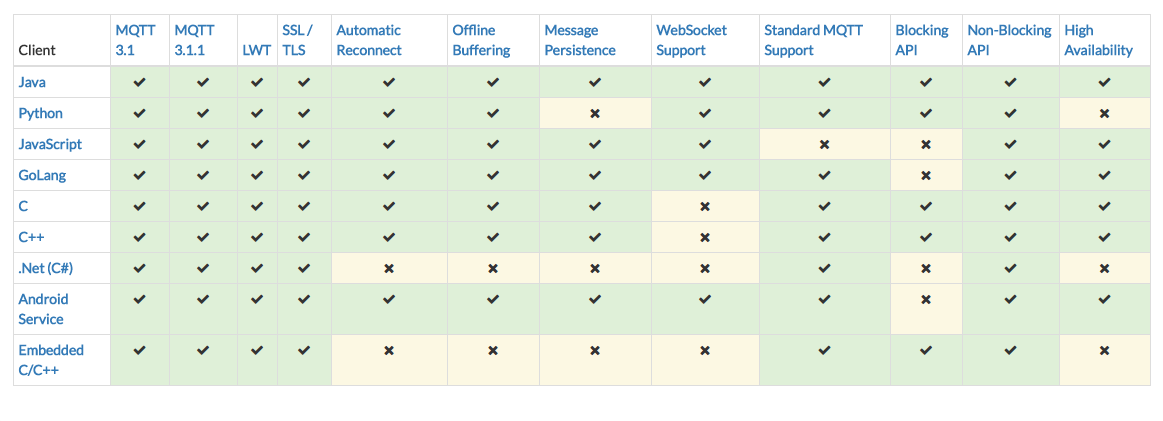 Client MQTT 3.1 MQTT 3.1.1 LWT SSL / TLS Automatic Reconnect Offline Buffering Message Persistence WebSocket Support Standard MQTT Support Blocking API Non-Blocking API High Availability
Java ✔ ✔ ✔ ✔ ✔ ✔ ✔ ✔ ✔ ✔ ✔ ✔
Python ✔ ✔ ✔ ✔ ✔ ✔ ✖ ✔ ✔ ✔ ✔ ✖
JavaScript ✔ ✔ ✔ ✔ ✔ ✔ ✔ ✔ ✖ ✖ ✔ ✔
GoLang ✔ ✔ ✔ ✔ ✔ ✔ ✔ ✔ ✔ ✖ ✔ ✔
C ✔ ✔ ✔ ✔ ✔ ✔ ✔ ✖ ✔ ✔ ✔ ✔
C++ ✔ ✔ ✔ ✔ ✔ ✔ ✔ ✖ ✔ ✔ ✔ ✔
.Net (C#) ✔ ✔ ✔ ✔ ✖ ✖ ✖ ✖ ✔ ✖ ✔ ✖
Android Service ✔ ✔ ✔ ✔ ✔ ✔ ✔ ✔ ✔ ✖ ✔ ✔
Embedded C/C++ ✔ ✔ ✔ ✔ ✖ ✖ ✖ ✖ ✔ ✔ ✔ ✖